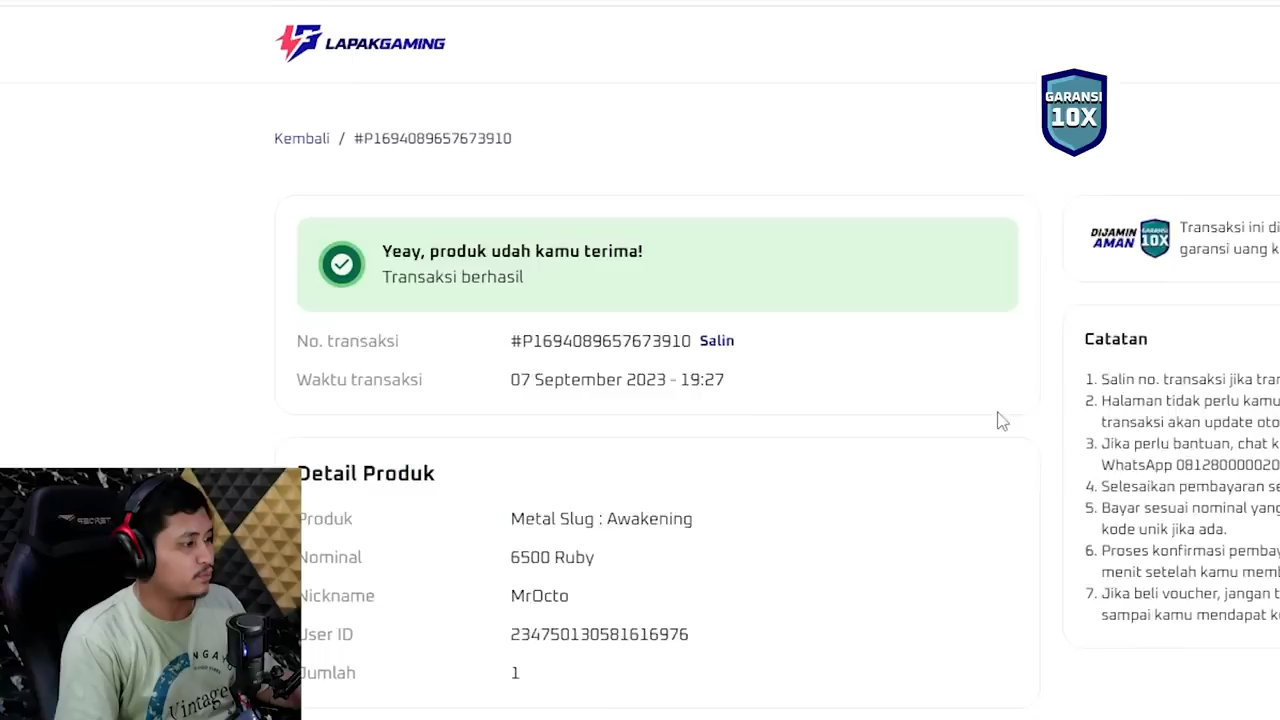 LAPAKGAMING
GARANSI
10X
Kembali / #P1694089657673910
Yeay, produk udah kamu terima!
Transaksi berhasil
No. transaksi #P1694089657673910 Salin
Waktu transaksi 07 September 2023 - 19:27
DIJAMIN
AMAN
10X
Transaksi ini di
garansi uang k
Catatan
1. Salin no. transaksi jika tran
2. Halaman tidak perlu kamu
transaksi akan update oto
3. Jika perlu bantuan, chat k
WhatsApp 081280000020
4. Selesaikan pembayaran se
5. Bayar sesuai nominal yang
kode unik jika ada.
6. Proses konfirmasi pembay
menit setelah kamu memb
7. Jika beli voucher, jangan t
sampai kamu mendapat ko
Detail Produk
Produk Metal Slug : Awakening
Nominal 6500 Ruby
Nickname MrOcto
User ID 234750130581616976
Jumlah 1
Vintage